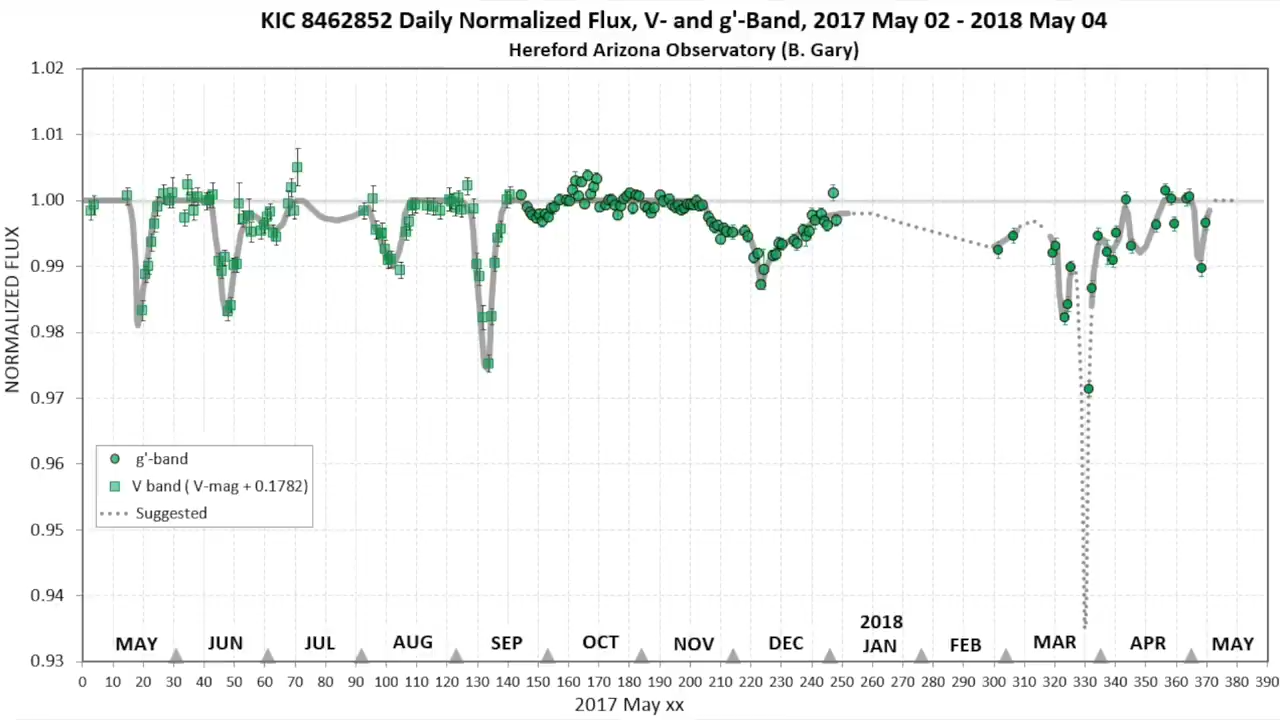 KIC 8462852 Daily Normalized Flux, V- and g'-Band, 2017 May 02 - 2018 May 04
Hereford Arizona Observatory (B. Gary)
NORMALIZED FLUX
1.02
1.01
1.00
0.99
0.98
0.97
0.96
0.95
0.94
0.93
g'-band
V band ( V-mag + 0.1782)
Suggested
2018
MAY JUN JUL AUG SEP OCT NOV DEC JAN FEB MAR APR MAY
0 10 20 30 40 50 60 70 80 90 100 110 120 130 140 150 160 170 180 190 200 210 220 230 240 250 260 270 280 290 300 310 320 330 340 350 360 370 380 390
2017 May xx